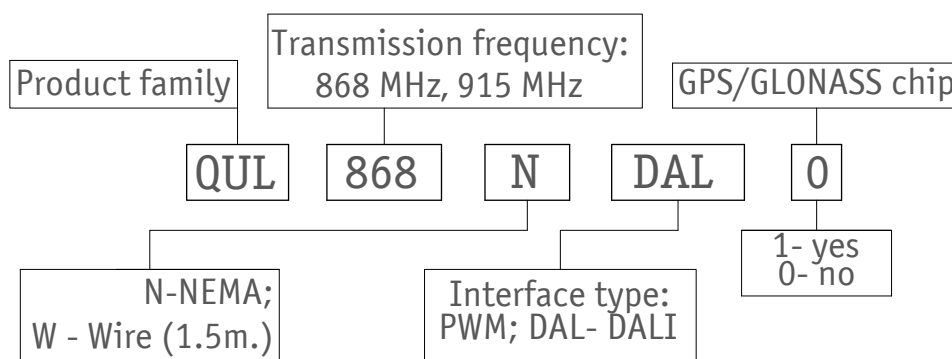 Transmission frequency:
868 MHz, 915 MHz
Product family
GPS/GLONASS chip
QUL 868 N DAL 0
1- yes
0- no
N-NEMA;
W - Wire (1.5m.)
Interface type:
PWM; DAL- DALI